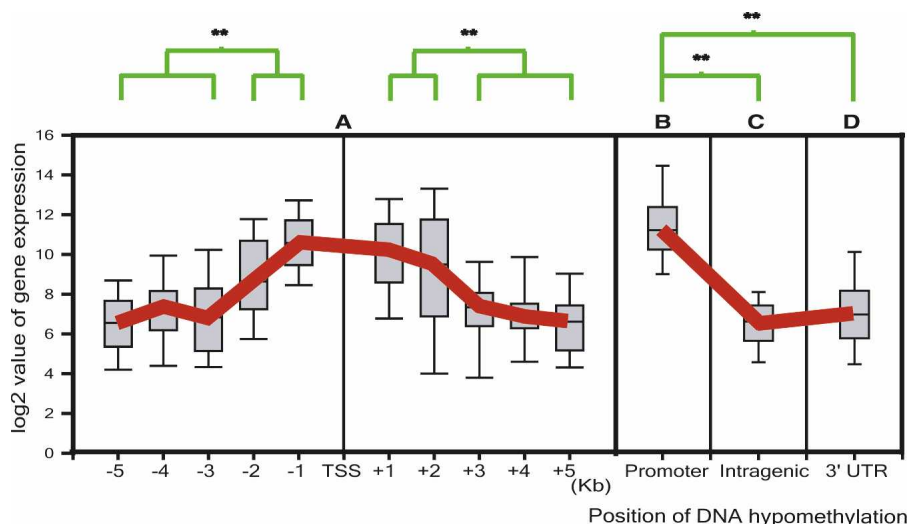 ** ** **
**
A B C D
log2 value of gene expression
16
14
12
10
8
6
4
2
0
-5 -4 -3 -2 -1 TSS +1 +2 +3 +4 +5 Promoter Intragenic 3' UTR
(Kb)
Position of DNA hypomethylation